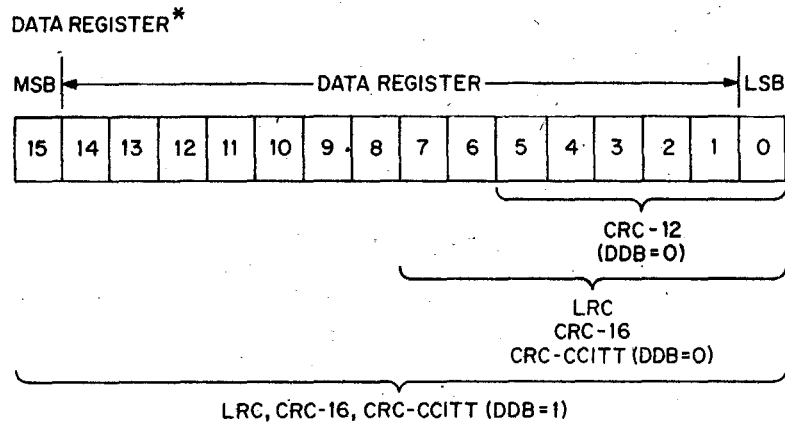 DATA REGISTER*
MSB DATA REGISTER LSB
15 14 13 12 11 10 9 8 7 6 5 4 3 2 1 0
CRC-12
(DDB=0)
LRC
CRC-16
CRC-CCITT (DDB=0)
LRC, CRC-16, CRC-CCITT (DDB=1)